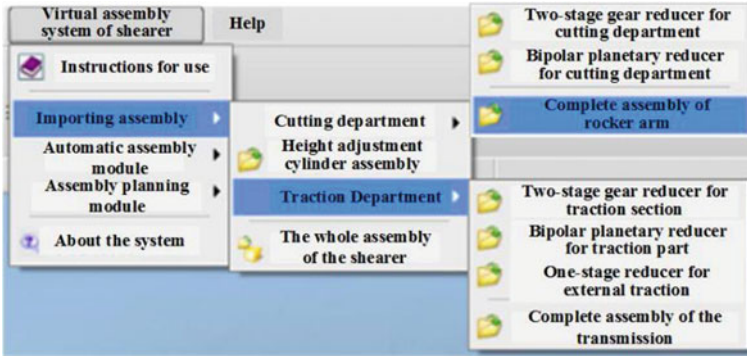 Virtual assembly
system of shearer
Help
Instructions for use
Importing assembly
Automatic assembly
module
Assembly planning
module
About the system
Cutting department
Height adjustment
cylinder assembly
Traction Department
The whole assembly
of the shearer
Two-stage gear reducer for
cutting department
Bipolar planetary reducer
for cutting department
Complete assembly of
rocker arm
Two-stage gear reducer for
traction section
Bipolar planetary reducer
for traction part
One-stage reducer for
external traction
Complete assembly of the
transmission